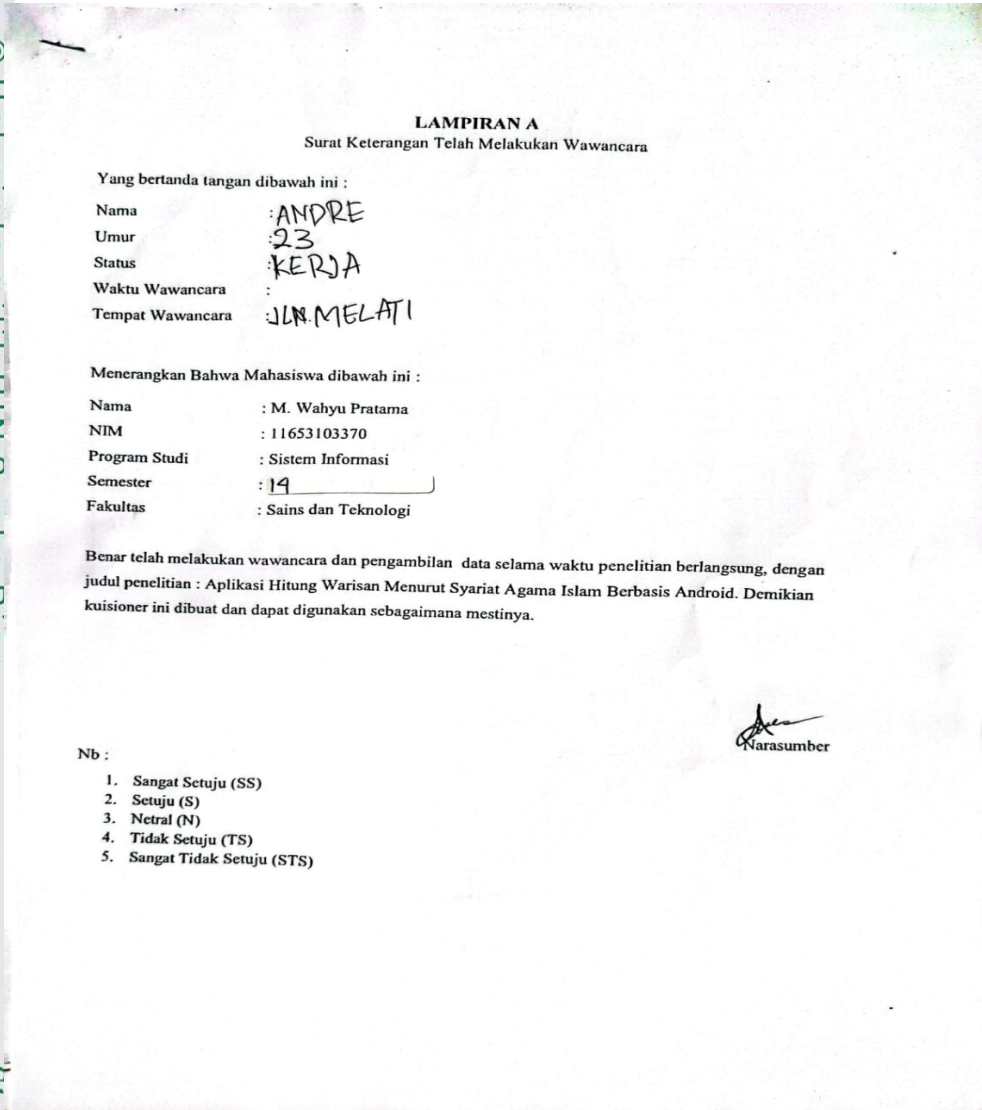 LAMPIRAN A
Surat Keterangan Telah Melakukan Wawancara
Yang bertanda tangan dibawah ini :
Nama : ANDRE
Umur : 23
Status : KERJA
Waktu Wawancara :
Tempat Wawancara : JLN. MELATI
Menerangkan Bahwa Mahasiswa dibawah ini :
Nama : M. Wahyu Pratama
NIM : 11653103370
Program Studi : Sistem Informasi
Semester : 14
Fakultas : Sains dan Teknologi
Benar telah melakukan wawancara dan pengambilan data selama waktu penelitian berlangsung, dengan
judul penelitian : Aplikasi Hitung Warisan Menurut Syariat Agama Islam Berbasis Android. Demikian
kuisioner ini dibuat dan dapat digunakan sebagaimana mestinya.
Narasumber
Nb :
1. Sangat Setuju (SS)
2. Setuju (S)
3. Netral (N)
4. Tidak Setuju (TS)
5. Sangat Tidak Setuju (STS)